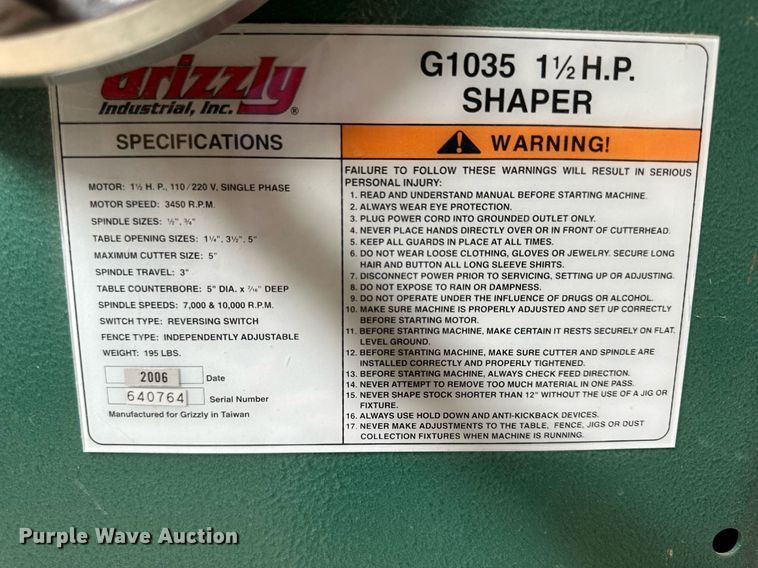 Grizzly
Industrial, Inc.®
G1035 1½ H.P.
SHAPER
SPECIFICATIONS
MOTOR: 1½ H. P., 110/220 V, SINGLE PHASE
MOTOR SPEED: 3450 R.P.M.
SPINDLE SIZES: ½", ¾"
TABLE OPENING SIZES: 1¼", 3½", 5"
MAXIMUM CUTTER SIZE: 5"
SPINDLE TRAVEL: 3"
TABLE COUNTERBORE: 5" DIA. x 7/16" DEEP
SPINDLE SPEEDS: 7,000 & 10,000 R.P.M.
SWITCH TYPE: REVERSING SWITCH
FENCE TYPE: INDEPENDENTLY ADJUSTABLE
WEIGHT: 195 LBS.
2006 Date
640764 Serial Number
Manufactured for Grizzly in Taiwan
WARNING!
FAILURE TO FOLLOW THESE WARNINGS WILL RESULT IN SERIOUS
PERSONAL INJURY:
1. READ AND UNDERSTAND MANUAL BEFORE STARTING MACHINE.
2. ALWAYS WEAR EYE PROTECTION.
3. PLUG POWER CORD INTO GROUNDED OUTLET ONLY.
4. NEVER PLACE HANDS DIRECTLY OVER OR IN FRONT OF CUTTERHEAD.
5. KEEP ALL GUARDS IN PLACE AT ALL TIMES.
6. DO NOT WEAR LOOSE CLOTHING, GLOVES OR JEWELRY. SECURE LONG
HAIR AND BUTTON ALL LONG SLEEVE SHIRTS.
7. DISCONNECT POWER PRIOR TO SERVICING, SETTING UP OR ADJUSTING.
8. DO NOT EXPOSE TO RAIN OR DAMPNESS.
9. DO NOT OPERATE UNDER THE INFLUENCE OF DRUGS OR ALCOHOL.
10. MAKE SURE MACHINE IS PROPERLY ADJUSTED AND SET UP CORRECTLY
BEFORE STARTING MOTOR.
11. BEFORE STARTING MACHINE, MAKE CERTAIN IT RESTS SECURELY ON FLAT,
LEVEL GROUND.
12. BEFORE STARTING MACHINE, MAKE SURE CUTTER AND SPINDLE ARE
INSTALLED CORRECTLY AND PROPERLY TIGHTENED.
13. BEFORE STARTING MACHINE, ALWAYS CHECK FEED DIRECTION.
14. NEVER ATTEMPT TO REMOVE TOO MUCH MATERIAL IN ONE PASS.
15. NEVER SHAPE STOCK SHORTER THAN 12" WITHOUT THE USE OF A JIG OR
FIXTURE.
16. ALWAYS USE HOLD DOWN AND ANTI-KICKBACK DEVICES.
17. NEVER MAKE ADJUSTMENTS TO THE TABLE, FENCE, JIGS OR DUST
COLLECTION FIXTURES WHEN MACHINE IS RUNNING.
Purple Wave Auction